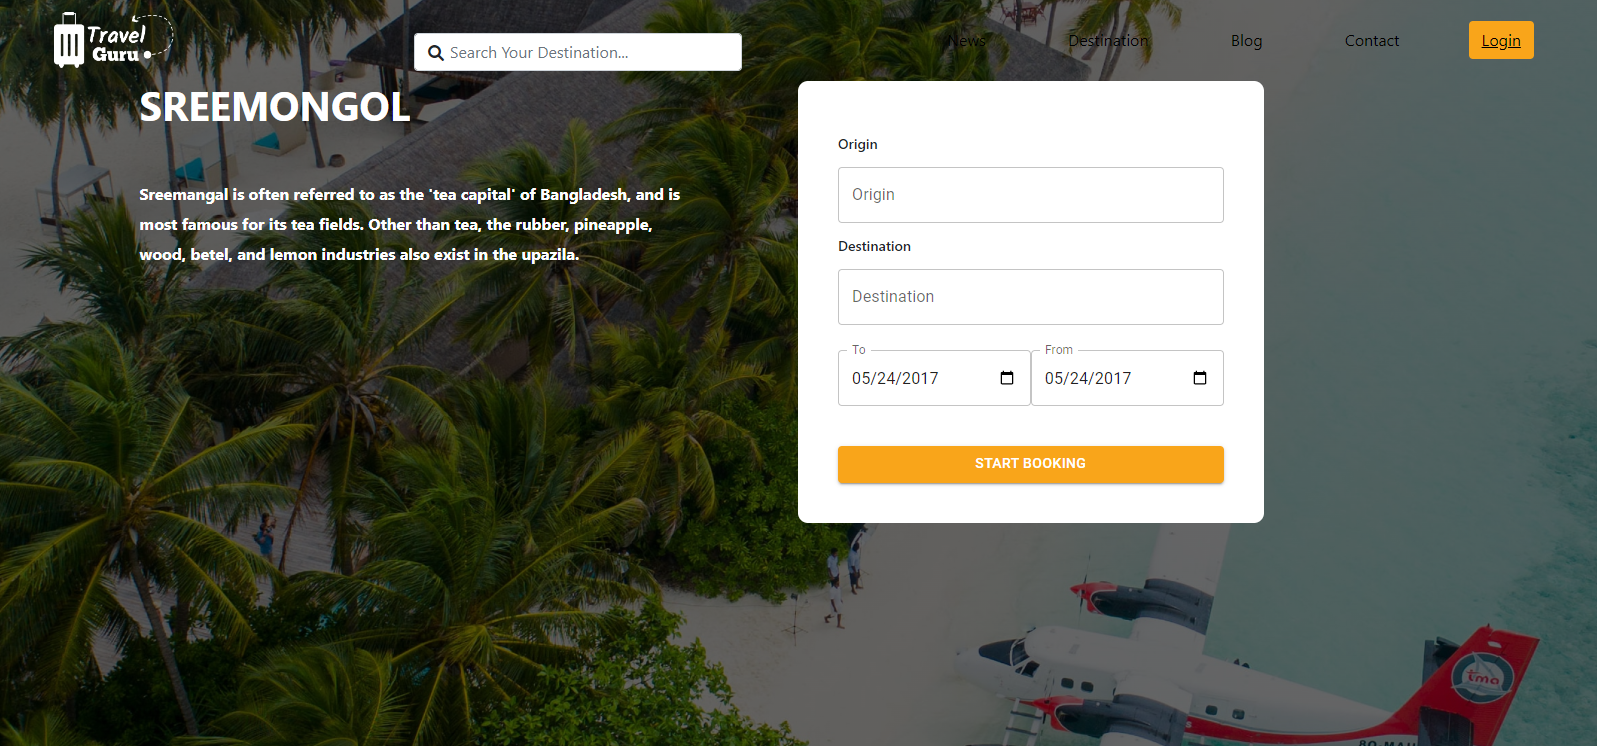 Travel
Guru
Search Your Destination...
News
Destination
Blog
Contact
Login
SREEMONGOL
Sreemangal is often referred to as the 'tea capital' of Bangladesh, and is
most famous for its tea fields. Other than tea, the rubber, pineapple,
wood, betel, and lemon industries also exist in the upazila.
Origin
Origin
Destination
Destination
To
From
05/24/2017
05/24/2017
START BOOKING
tma